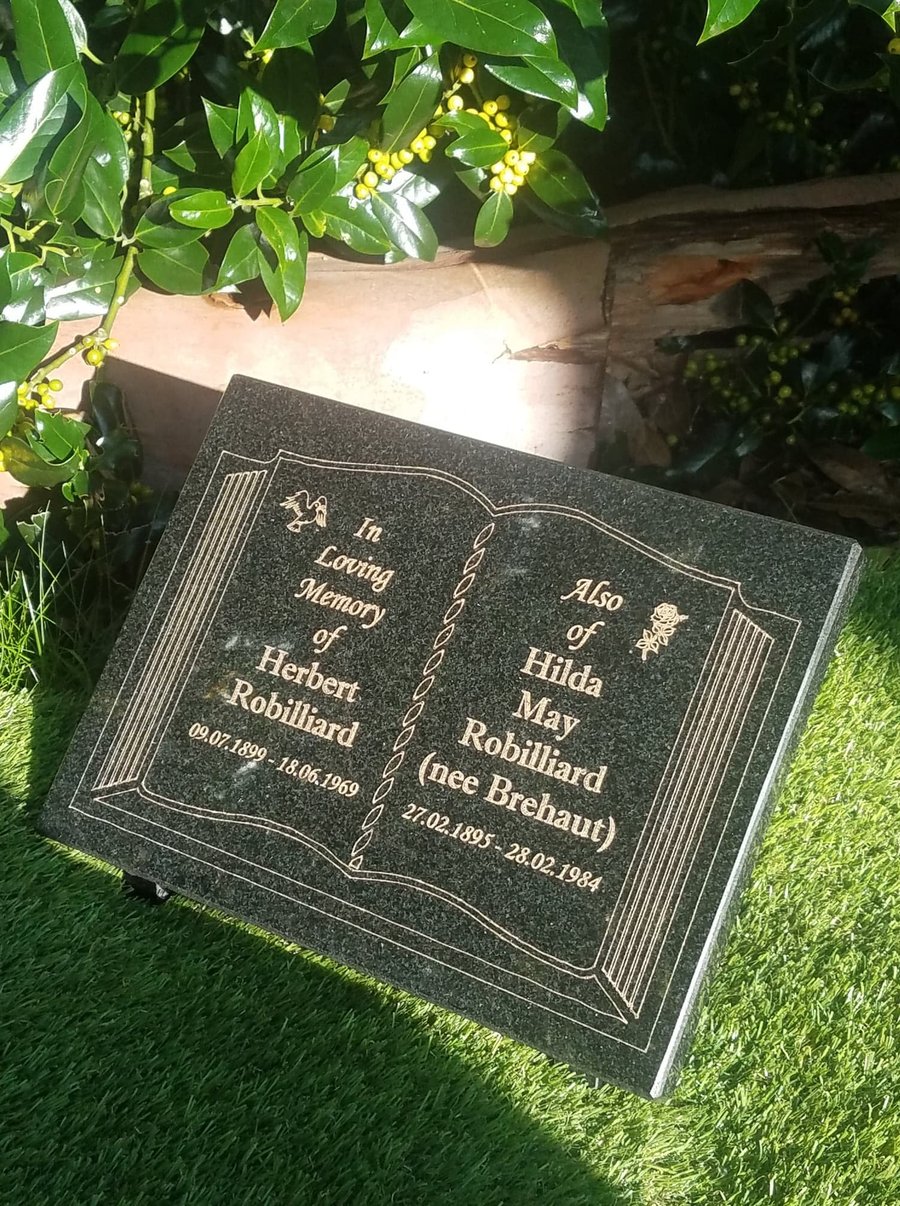 In
Loving
Memory
of
Herbert
Robilliard
09.07.1899 - 18.06.1969
Also
of
Hilda
May
Robilliard
(nee Brehaut)
27.02.1895 - 28.02.1984